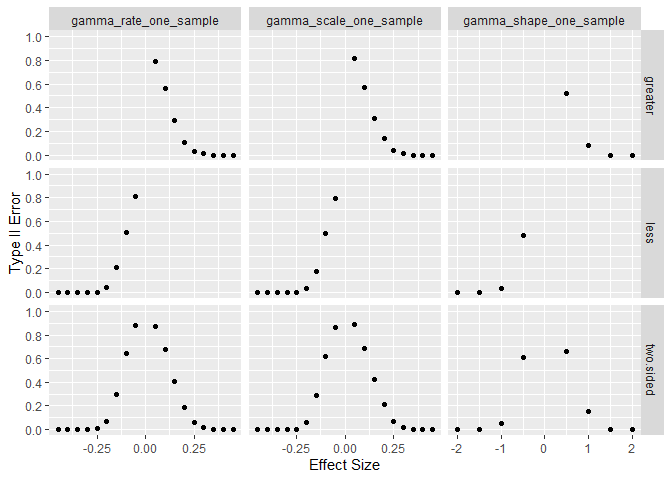 gamma_rate_one_sample gamma_scale_one_sample gamma_shape_one_sample
1.0
0.8
0.6
0.4
0.2
0.0
greater
1.0
0.8
0.6
0.4
0.2
0.0
less
Type II Error
1.0
0.8
0.6
0.4
0.2
0.0
two.sided
-0.25 0.00 0.25 -0.25 0.00 0.25 -2 -1 0 1 2
Effect Size